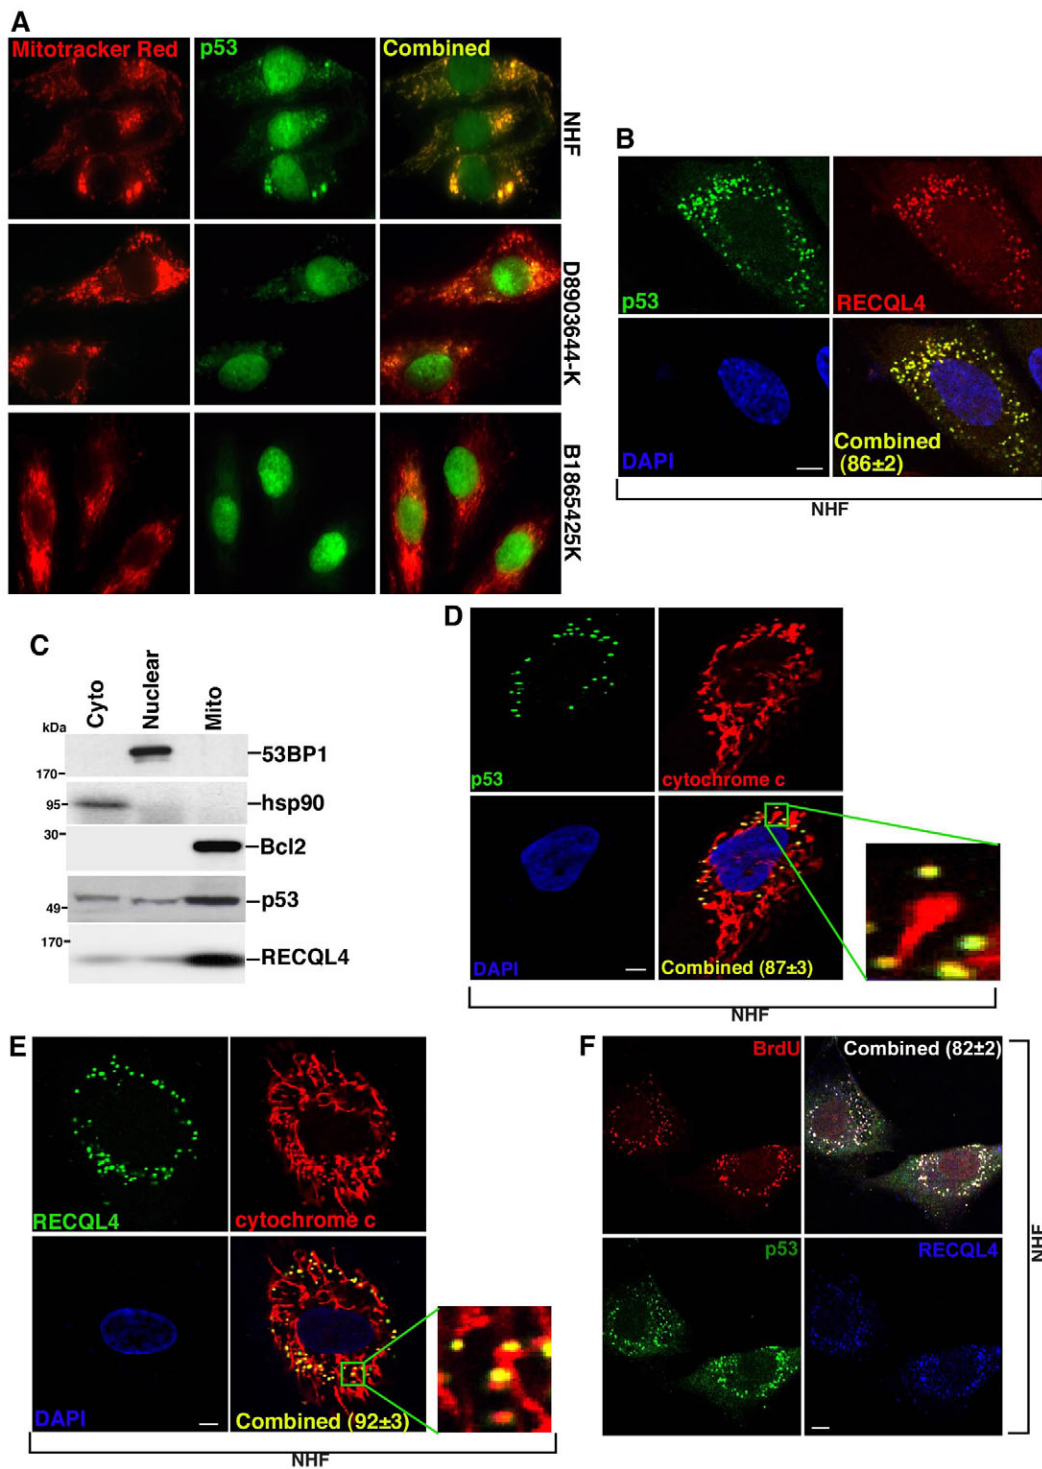 A
Mitotracker Red
p53
Combined
NHF
D8903644-K
B1865425K
B
p53
RECQL4
DAPI
Combined
(86±2)
NHF
C
Cyto
Nuclear
Mito
kDa
53BP1
170
95
hsp90
30
Bcl2
p53
49
170
RECQL4
D
p53
cytochrome c
DAPI
Combined (87±3)
NHF
E
RECQL4
cytochrome c
DAPI
Combined (92±3)
NHF
F
BrdU
Combined (82±2)
p53
RECQL4
NHF